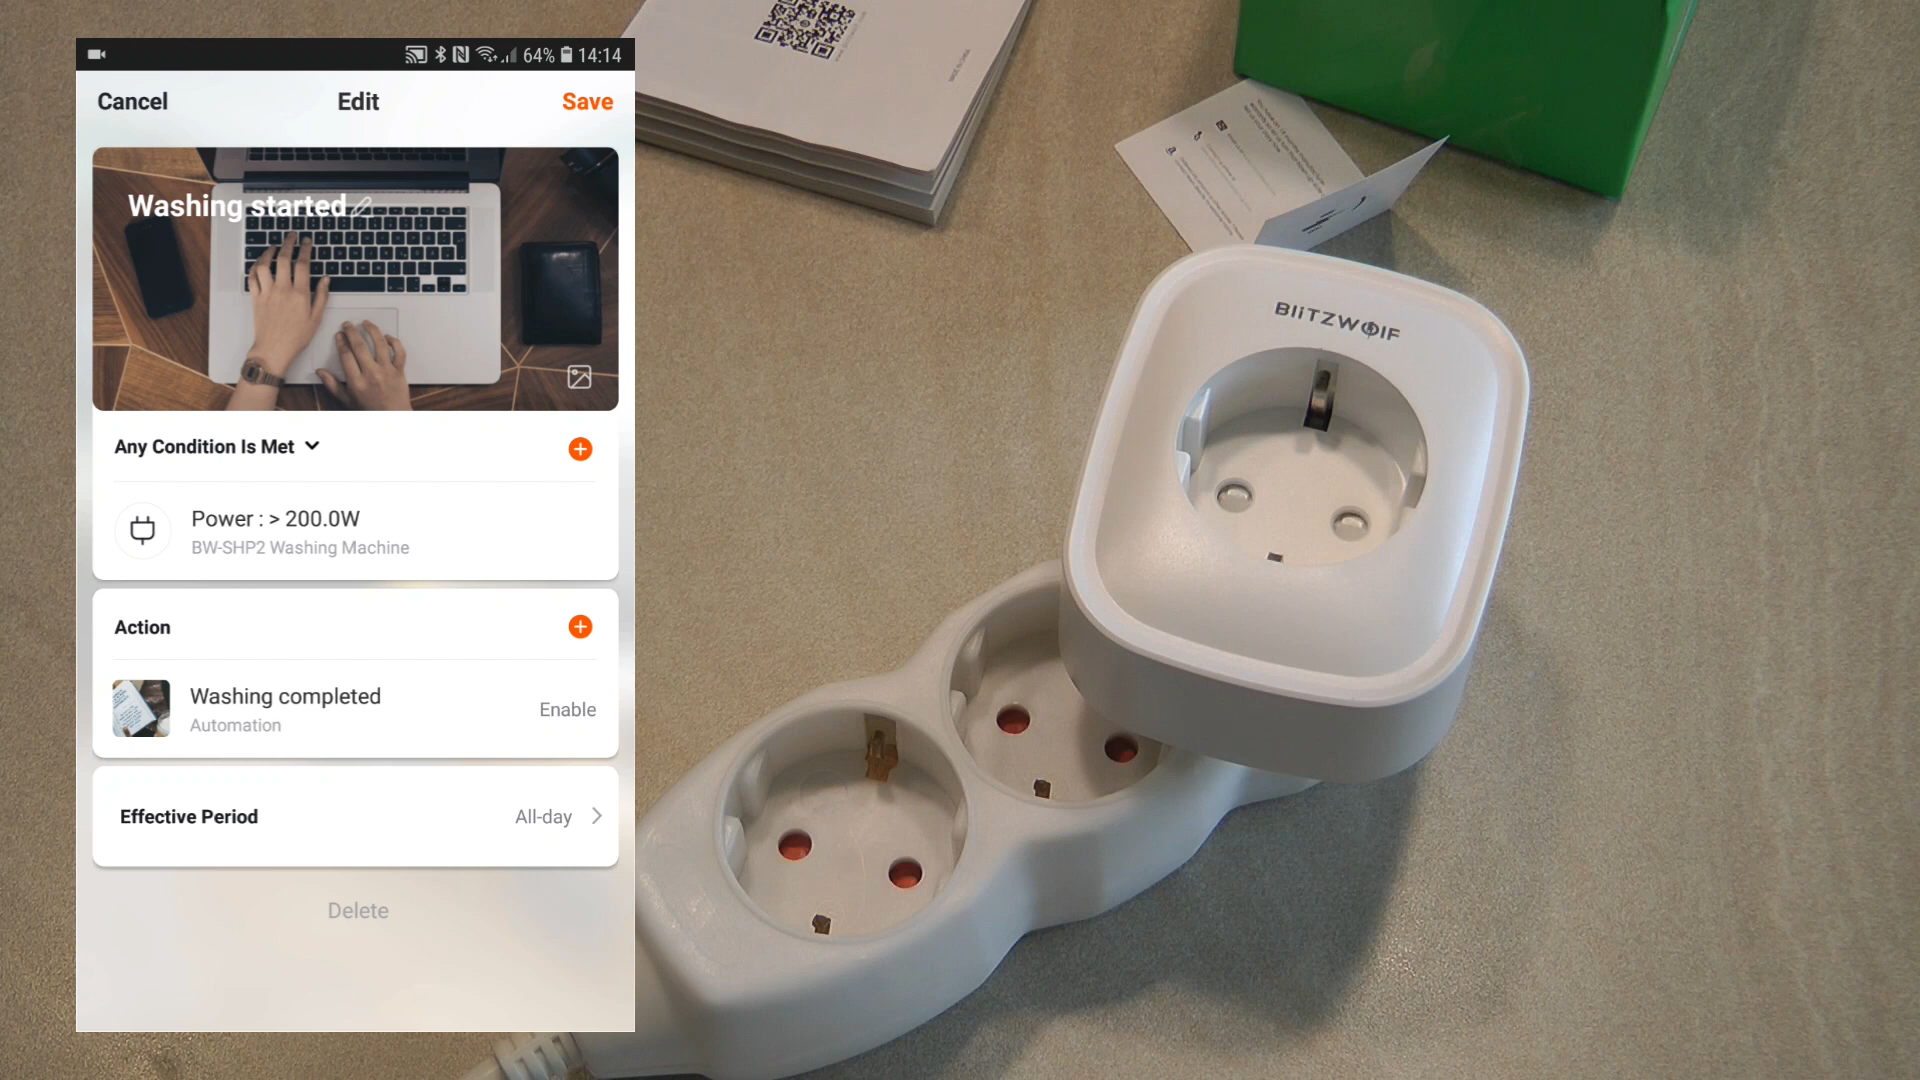 64% 14:14
Cancel Edit Save
Washing started
Any Condition Is Met
Power : > 200.0W
BW-SHP2 Washing Machine
Action
Washing completed
Automation
Enable
Effective Period All-day
Delete
BliTZWOlF